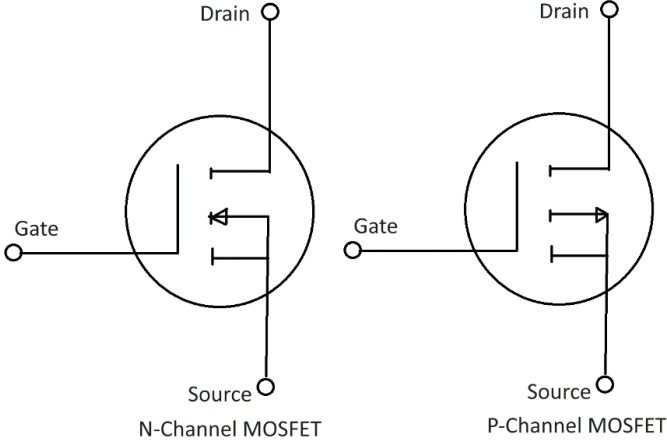 Drain
Gate
Source
N-Channel MOSFET
Drain
Gate
Source
P-Channel MOSFET